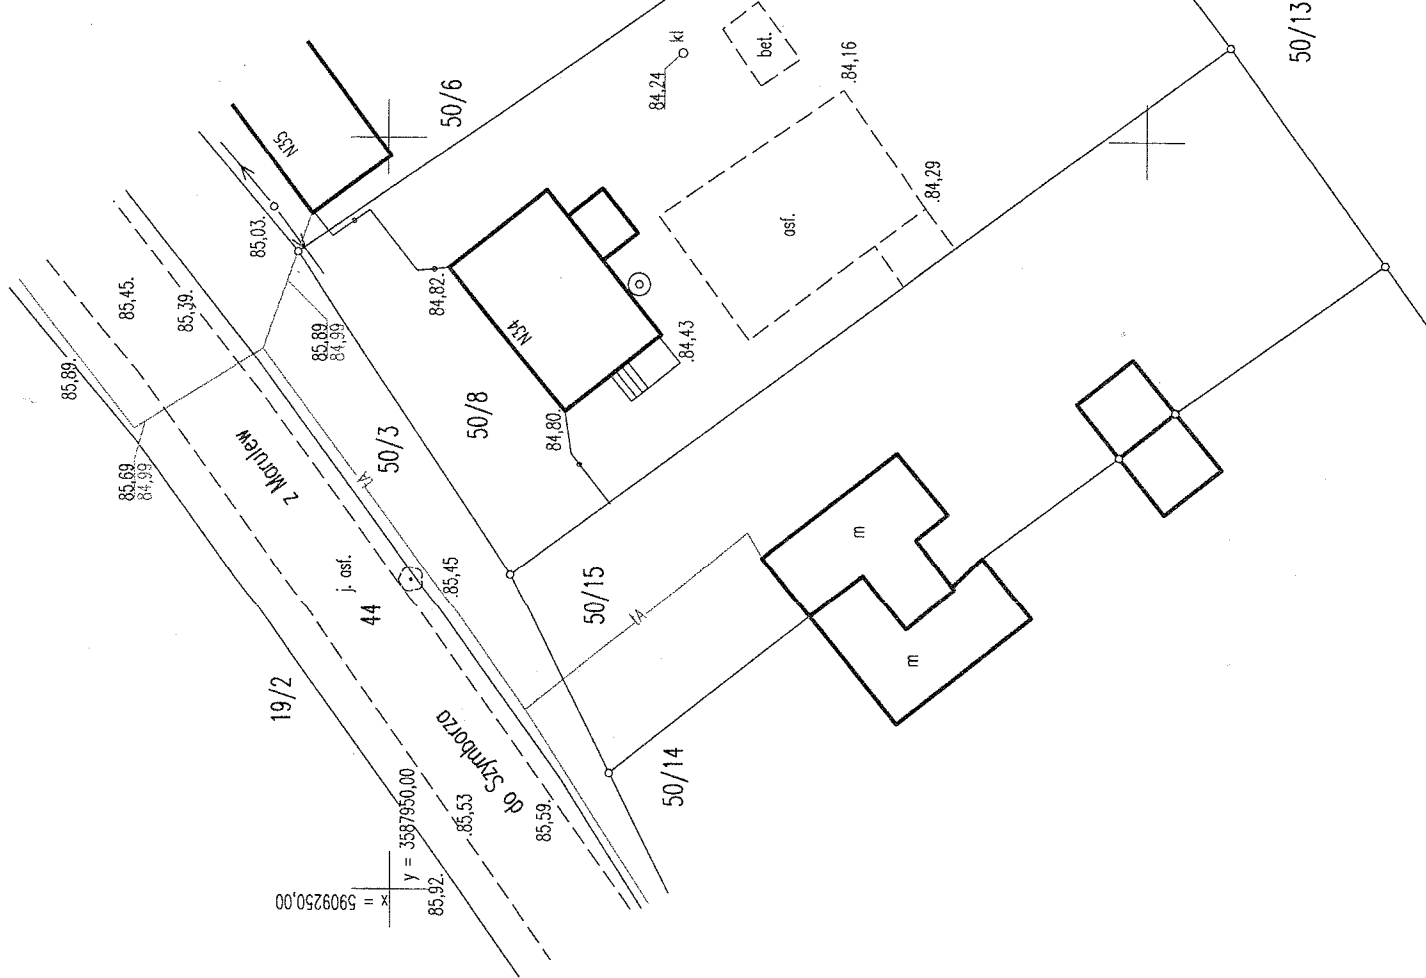 50/13
bet.
kl
84,24
.84,16
50/6
N35
85,03.
.84,29
asf.
85,45.
85,39.
84,82.
N34
.84,43
85,89
84,99
85,89.
50/8
50/3
84,80.
85,69
84,99
z Marulew
tA
j. asf.
44
.85,45
50/15
tA
m
m
19/2
do Szymborza
50/14
.85,53
85,59.
y = 3587950,00
x = 5909250,00
85,92.